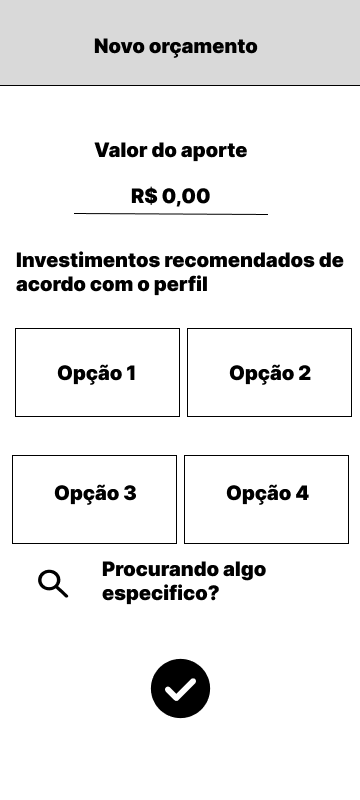 Novo orçamento
Valor do aporte
R$ 0,00
Investimentos recomendados de
acordo com o perfil
Opção 1
Opção 2
Opção 3
Opção 4
Procurando algo
especifico?